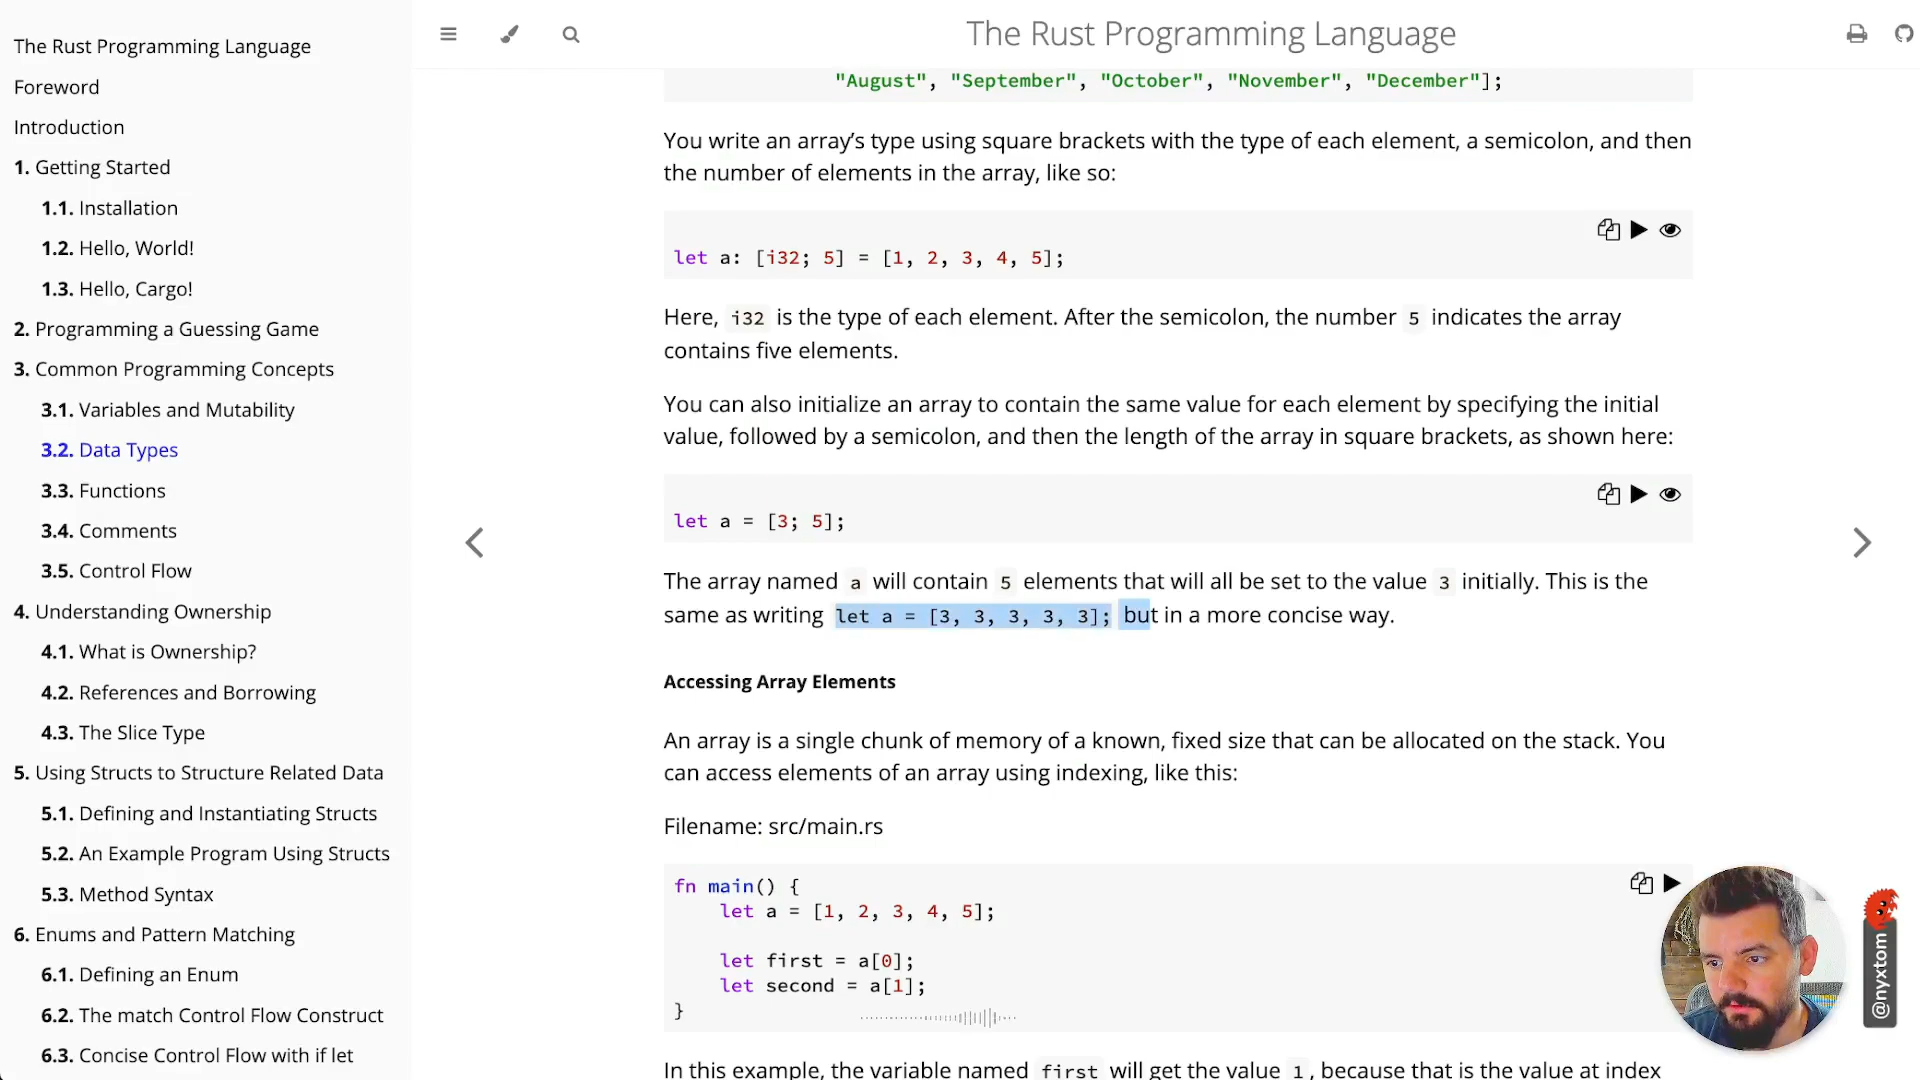 The Rust Programming Language
Foreword
Introduction
1. Getting Started
1.1. Installation
1.2. Hello, World!
1.3. Hello, Cargo!
2. Programming a Guessing Game
3. Common Programming Concepts
3.1. Variables and Mutability
3.2. Data Types
3.3. Functions
3.4. Comments
3.5. Control Flow
4. Understanding Ownership
4.1. What is Ownership?
4.2. References and Borrowing
4.3. The Slice Type
5. Using Structs to Structure Related Data
5.1. Defining and Instantiating Structs
5.2. An Example Program Using Structs
5.3. Method Syntax
6. Enums and Pattern Matching
6.1. Defining an Enum
6.2. The match Control Flow Construct
6.3. Concise Control Flow with if let
The Rust Programming Language
"August", "September", "October", "November", "December"];
You write an array’s type using square brackets with the type of each element, a semicolon, and then
the number of elements in the array, like so:
let a: [i32; 5] = [1, 2, 3, 4, 5];
Here, i32 is the type of each element. After the semicolon, the number 5 indicates the array
contains five elements.
You can also initialize an array to contain the same value for each element by specifying the initial
value, followed by a semicolon, and then the length of the array in square brackets, as shown here:
let a = [3; 5];
The array named a will contain 5 elements that will all be set to the value 3 initially. This is the
same as writing let a = [3, 3, 3, 3, 3]; but in a more concise way.
Accessing Array Elements
An array is a single chunk of memory of a known, fixed size that can be allocated on the stack. You
can access elements of an array using indexing, like this:
Filename: src/main.rs
fn main() {
let a = [1, 2, 3, 4, 5];
let first = a[0];
let second = a[1];
}
In this example, the variable named first will get the value 1, because that is the value at index
@nyxtom